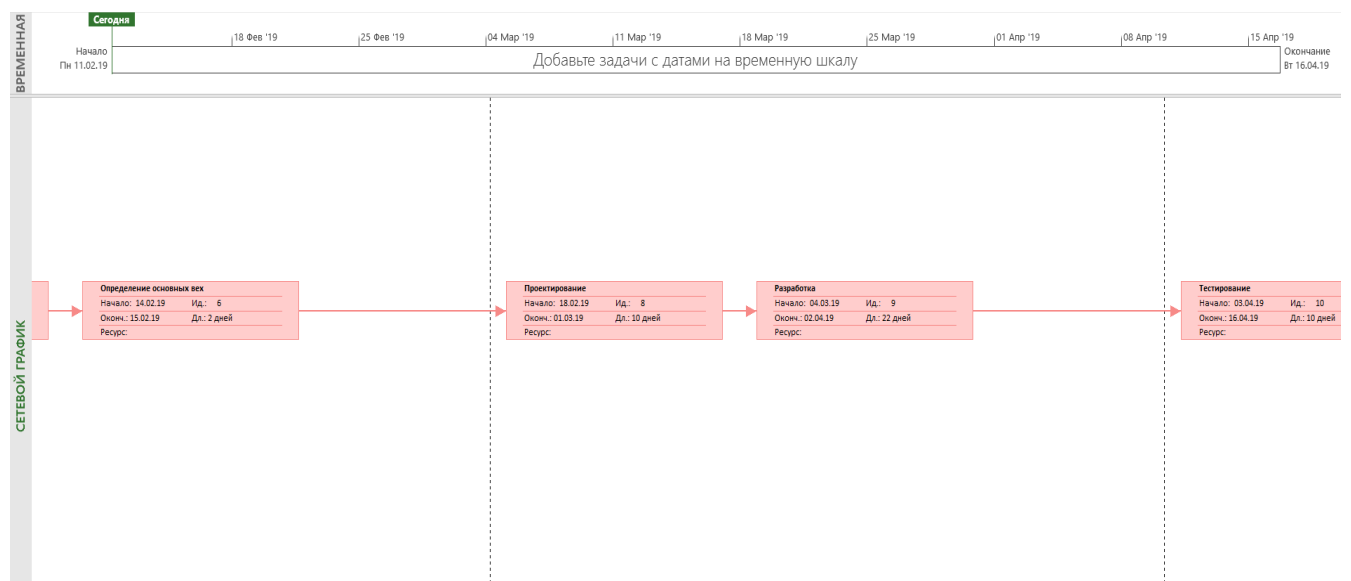 ВРЕМЕННАЯ
Сегодня
18 Фев '19
25 Фев '19
04 Мар '19
11 Мар '19
18 Мар '19
25 Мар '19
01 Апр '19
08 Апр '19
15 Апр '19
Начало
Пн 11.02.19
Добавьте задачи с датами на временную шкалу
Окончание
Вт 16.04.19
СЕТЕВОЙ ГРАФИК
Определение основных вех
Начало: 14.02.19 Ид.: 6
Оконч.: 15.02.19 Дл.: 2 дней
Ресурс:
Проектирование
Начало: 18.02.19 Ид.: 8
Оконч.: 01.03.19 Дл.: 10 дней
Ресурс:
Разработка
Начало: 04.03.19 Ид.: 9
Оконч.: 02.04.19 Дл.: 22 дней
Ресурс:
Тестирование
Начало: 03.04.19 Ид.: 10
Оконч.: 16.04.19 Дл.: 10 дней
Ресурс: